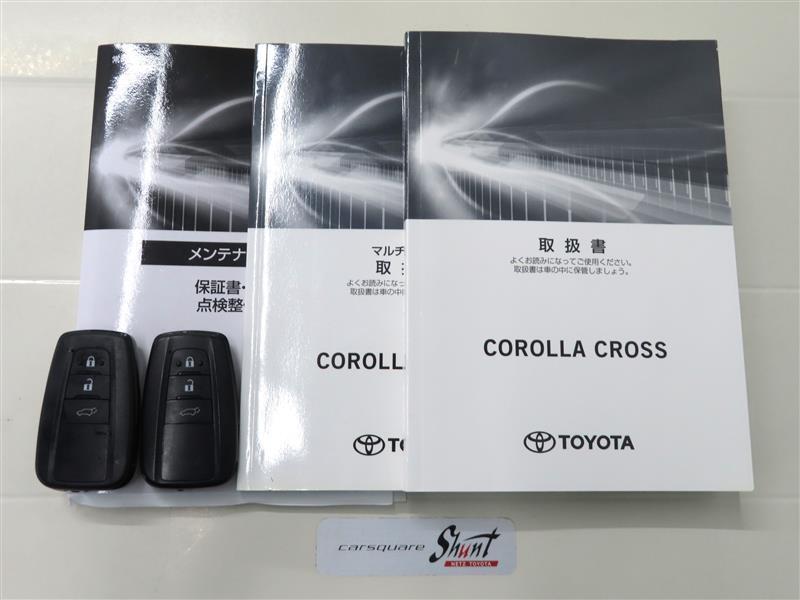 メンテナ
保証書・
点検整
マルチ
取
よくお読みになって
取扱書は車の中に
COROLLA
TOYOTA
取扱書
よくお読みになってご使用ください。
取扱書は車の中に保管しましょう。
COROLLA CROSS
TOYOTA
carsquare Shunt
NETZ TOYOTA